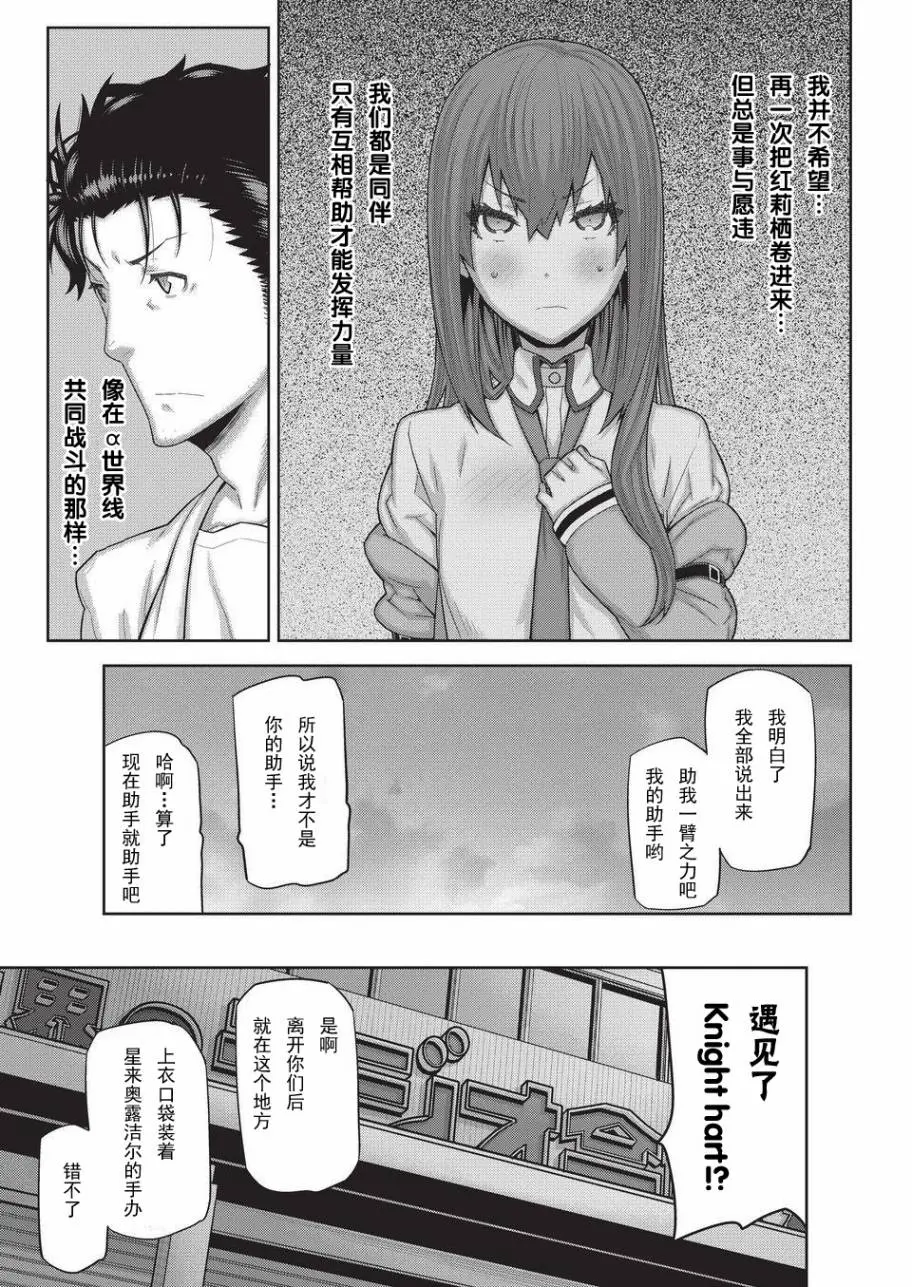 我并不希望…
再一次把红莉栖卷进来…
但总是事与愿违
我们都是同伴
只有互相帮助才能发挥力量
像在α世界线
共同战斗的那样…
我明白了
我全部说出来
助我一臂之力吧
我的助手哟
所以说我才不是
你的助手…
哈啊…算了
现在助手就助手吧
遇见了
Knight hart!?
是啊
离开你们后
就在这个地方
上衣口袋装着
星来奥露洁尔的手办
错不了